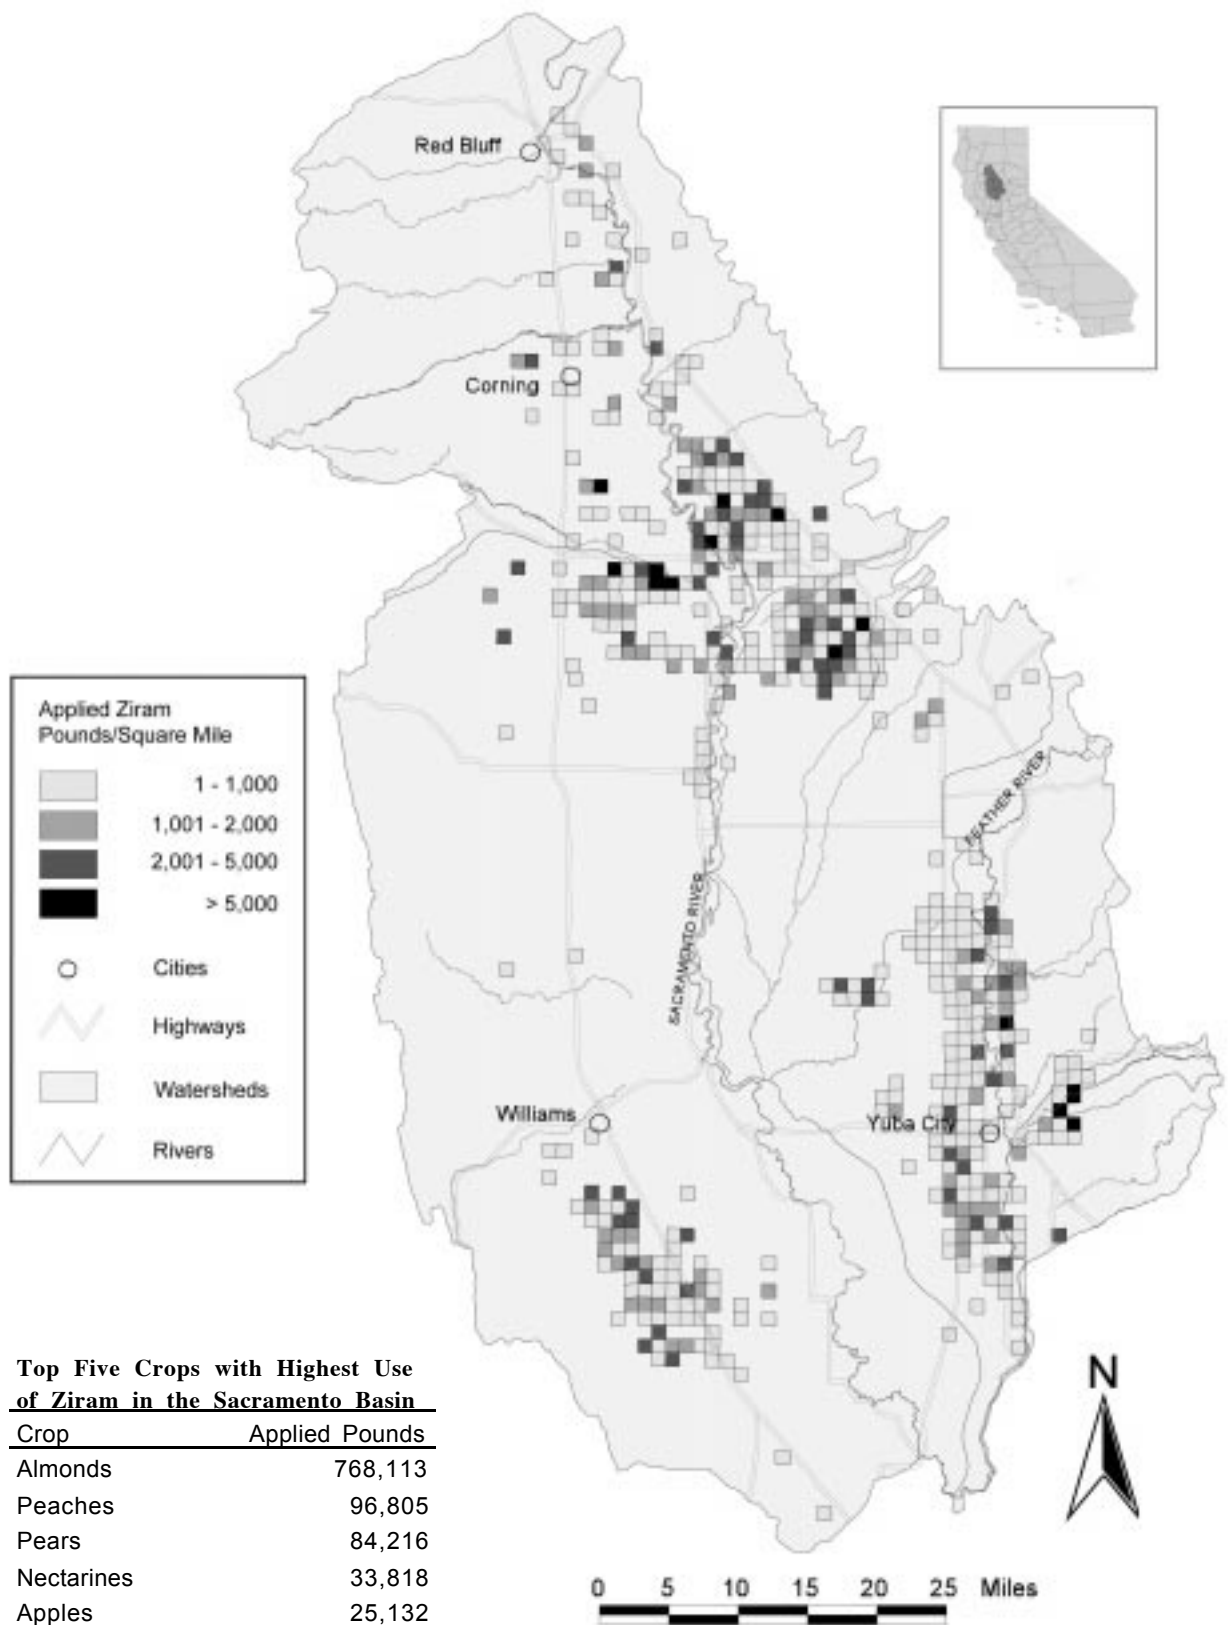 Red Bluff
Corning
Applied Ziram
Pounds/Square Mile
1 - 1,000
1,001 - 2,000
2,001 - 5,000
> 5,000
Cities
Highways
Watersheds
Rivers
FEATHER RIVER
SACRAMENTO RIVER
Williams
Yuba City
Top Five Crops with Highest Use
of Ziram in the Sacramento Basin
Crop Applied Pounds
Almonds 768,113
Peaches 96,805
Pears 84,216
Nectarines 33,818
Apples 25,132
N
0 5 10 15 20 25 Miles